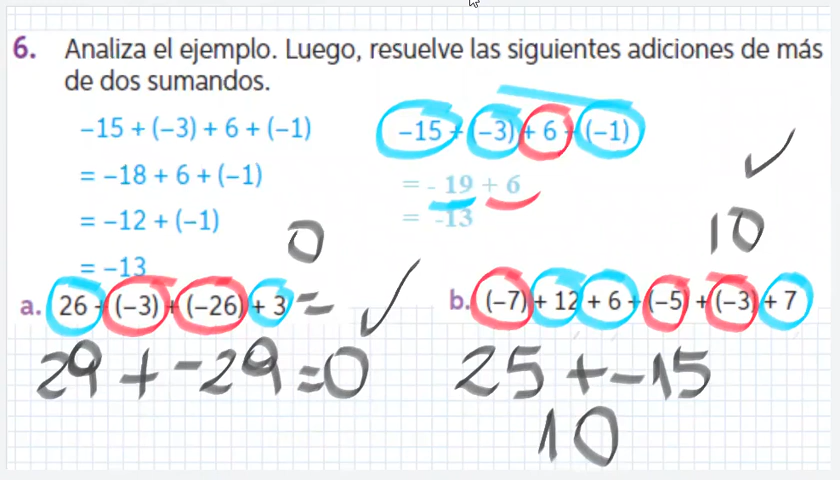 6. Analiza el ejemplo. Luego, resuelve las siguientes adiciones de más
de dos sumandos.
−15 + (−3) + 6 + (−1)
= −18 + 6 + (−1)
= −12 + (−1)
= −13
−15 + (−3) + 6 + (−1)
= - 19 + 6
= -13
0
10
a. 26 + (−3) + (−26) + 3 =
29 + -29 = 0
b. (−7) + 12 + 6 + (−5) + (−3) + 7
25 + -15
10